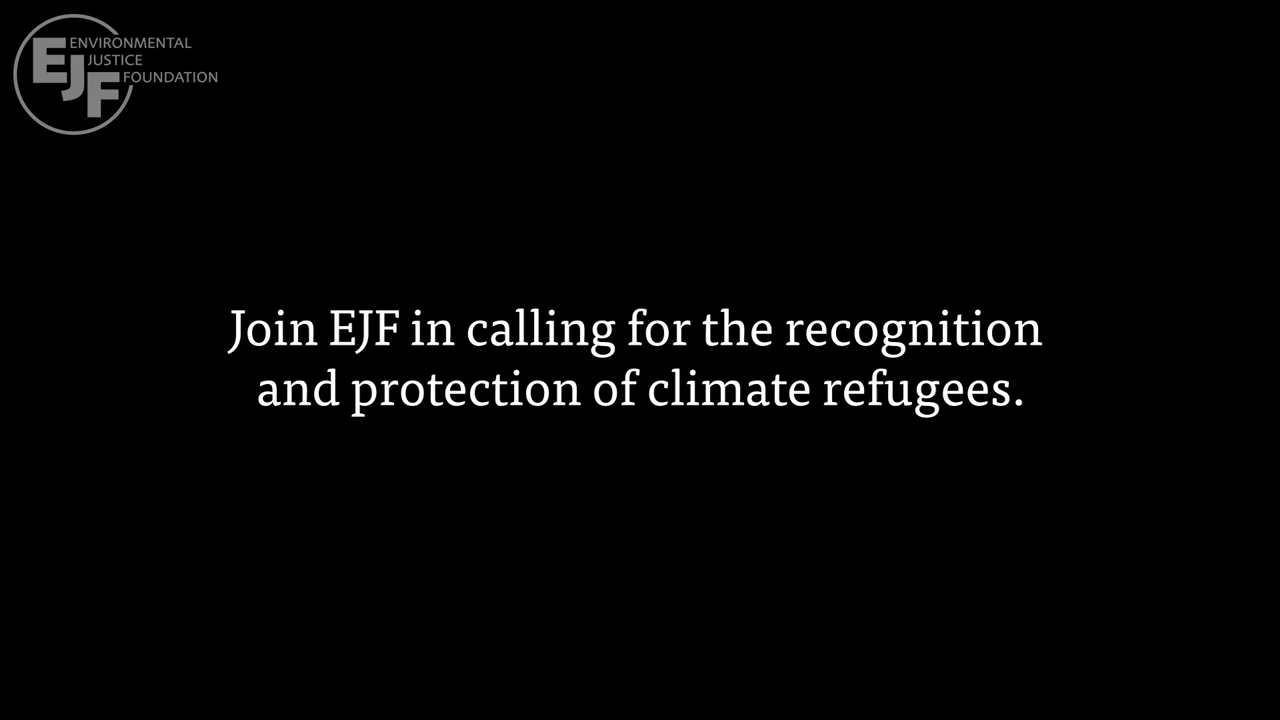 EJF
ENVIRONMENTAL
JUSTICE
FOUNDATION
Join EJF in calling for the recognition
and protection of climate refugees.